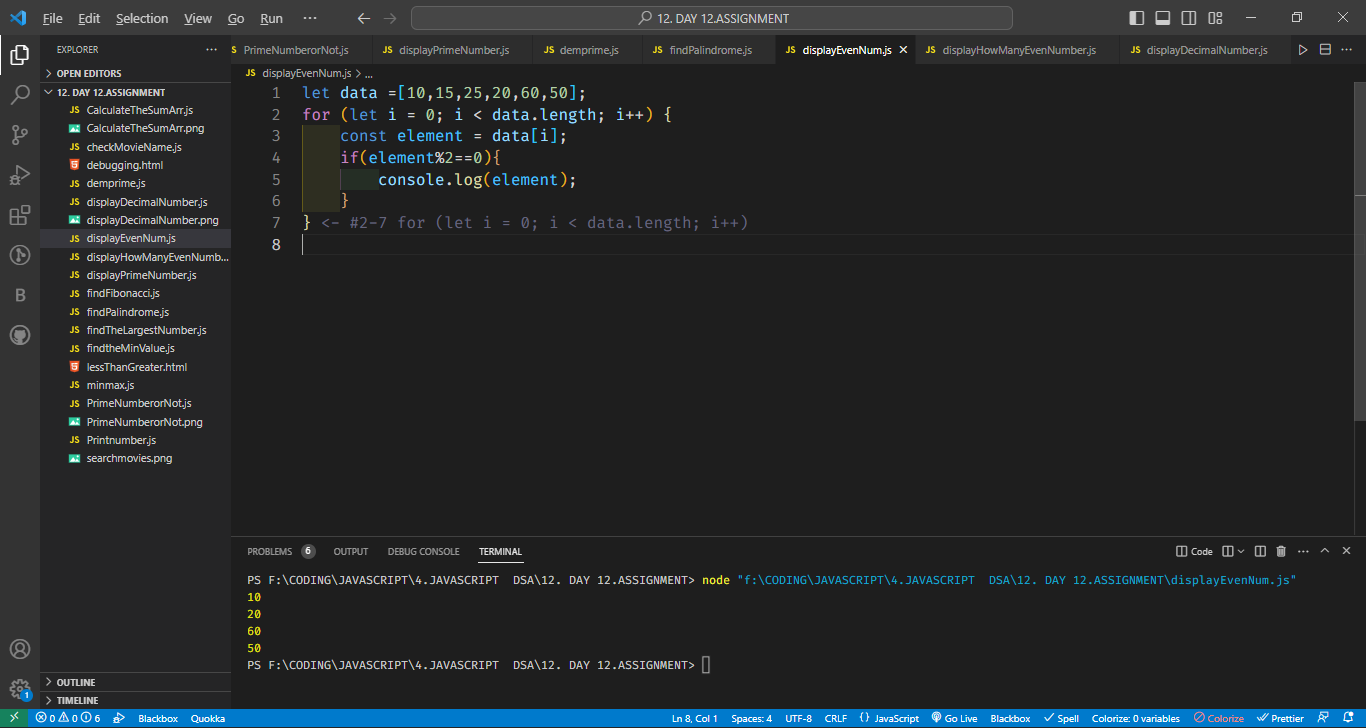 File Edit Selection View Go Run ··· 12. DAY 12.ASSIGNMENT
EXPLORER ···
OPEN EDITORS
12. DAY 12.ASSIGNMENT
JS CalculateTheSumArr.js
CalculateTheSumArr.png
JS checkMovieName.js
debugging.html
JS demprime.js
JS displayDecimalNumber.js
displayDecimalNumber.png
JS displayEvenNum.js
JS displayHowManyEvenNumb...
JS displayPrimeNumber.js
JS findFibonacci.js
JS findPalindrome.js
JS findTheLargestNumber.js
JS findtheMinValue.js
lessThanGreater.html
JS minmax.js
JS PrimeNumberorNot.js
PrimeNumberorNot.png
JS Printnumber.js
searchmovies.png
OUTLINE
TIMELINE
S PrimeNumberorNot.js JS displayPrimeNumber.js JS demprime.js JS findPalindrome.js JS displayEvenNum.js JS displayHowManyEvenNumber.js JS displayDecimalNumber.js ···
JS displayEvenNum.js > ...
1 let data =[10,15,25,20,60,50];
2 for (let i = 0; i < data.length; i++) {
3 const element = data[i];
4 if(element%2==0){
5 console.log(element);
6 }
7 } <- #2-7 for (let i = 0; i < data.length; i++)
8
PROBLEMS 6 OUTPUT DEBUG CONSOLE TERMINAL Code ···
PS F:\CODING\JAVASCRIPT\4.JAVASCRIPT  DSA\12. DAY 12.ASSIGNMENT> node "f:\CODING\JAVASCRIPT\4.JAVASCRIPT  DSA\12. DAY 12.ASSIGNMENT\displayEvenNum.js"
10
20
60
50
PS F:\CODING\JAVASCRIPT\4.JAVASCRIPT  DSA\12. DAY 12.ASSIGNMENT>
B
1
0 0 6 Blackbox Quokka Ln 8, Col 1 Spaces: 4 UTF-8 CRLF {} JavaScript Go Live Blackbox Spell Colorize: 0 variables Colorize Prettier